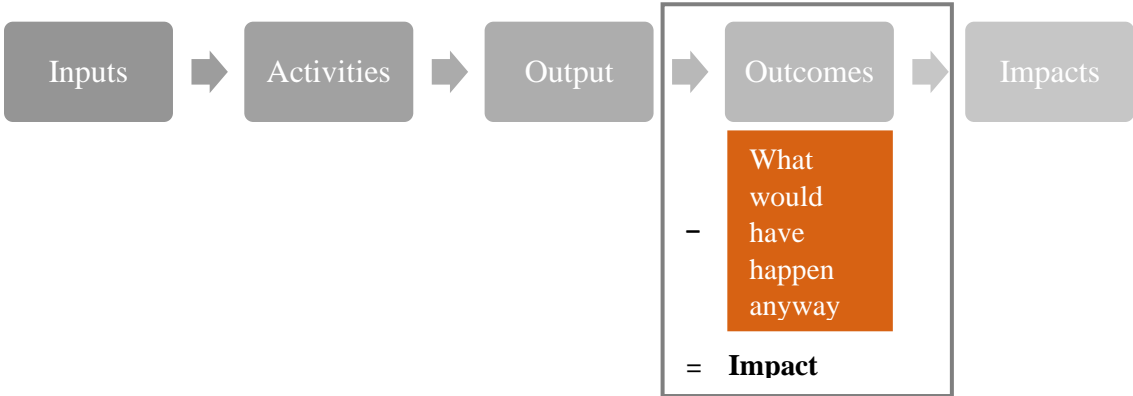 Inputs
Activities
Output
Outcomes
Impacts
What
would
have
happen
anyway
–
= Impact